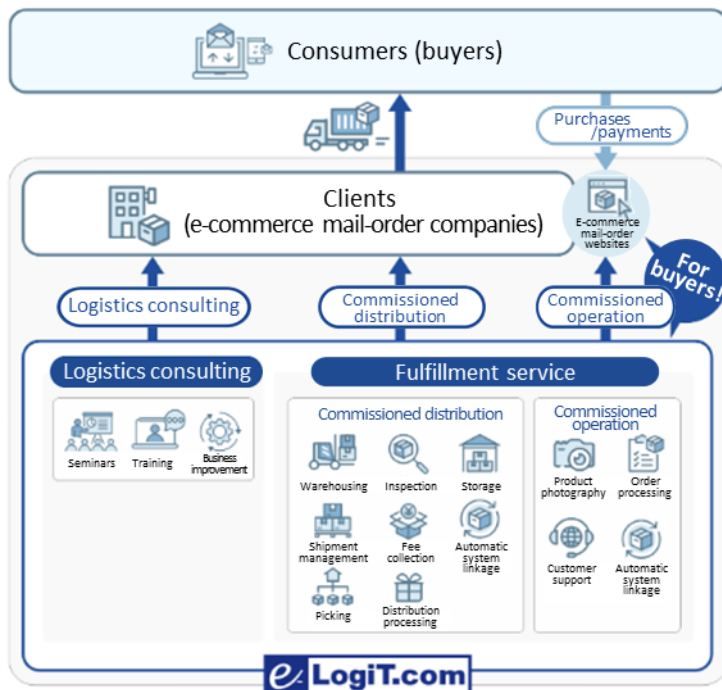 Consumers (buyers)
Purchases
/payments
Clients
(e-commerce mail-order companies)
E-commerce
mail-order
websites
For
buyers!
Logistics consulting
Commissioned
distribution
Commissioned
operation
Logistics consulting
Fulfillment service
Seminars
Training
Business
improvement
Commissioned distribution
Warehousing
Inspection
Storage
Shipment
management
Fee
collection
Automatic
system
linkage
Picking
Distribution
processing
Commissioned
operation
Product
photography
Order
processing
Customer
support
Automatic
system
linkage
e-LogiT.com